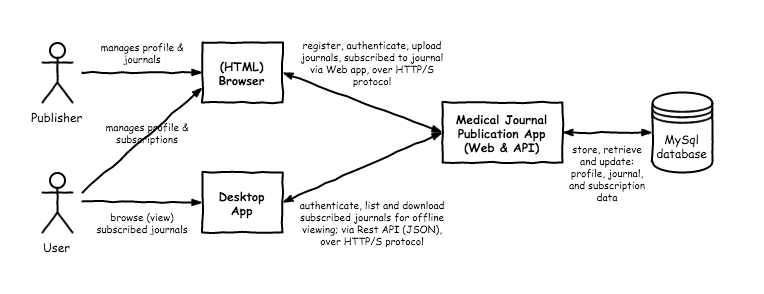 manages profile &
journals
Publisher
(HTML)
Browser
register, authenticate, upload
journals, subscribed to journal
via Web app, over HTTP/S
protocol
manages profile &
subscriptions
Medical Journal
Publication App
(Web & API)
MySql
database
store, retrieve
and update:
profile, journal,
and subscription
data
User
browse (view)
subscribed journals
Desktop
App
authenticate, list and download
subscribed journals for offline
viewing; via Rest API (JSON),
over HTTP/S protocol